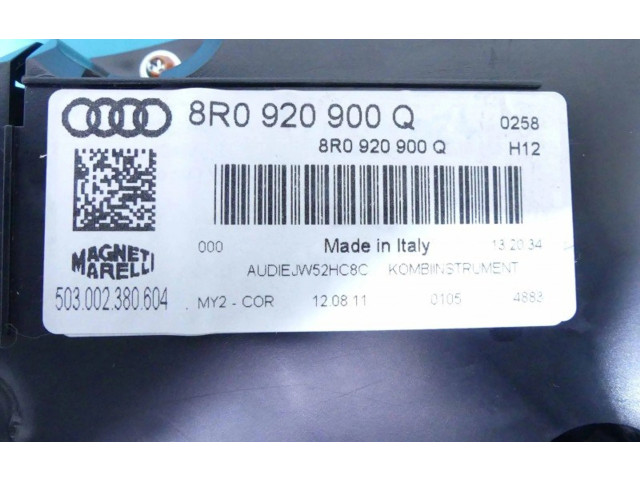 8R0 920 900 Q
0258
8R0 920 900 Q
H12
000
Made in Italy
13.20.34
MAGNETI MARELLI
AUDIEJW52HC8C KOMBIINSTRUMENT
503.002.380.604
MY2 - COR 12.08.11 0105 4883